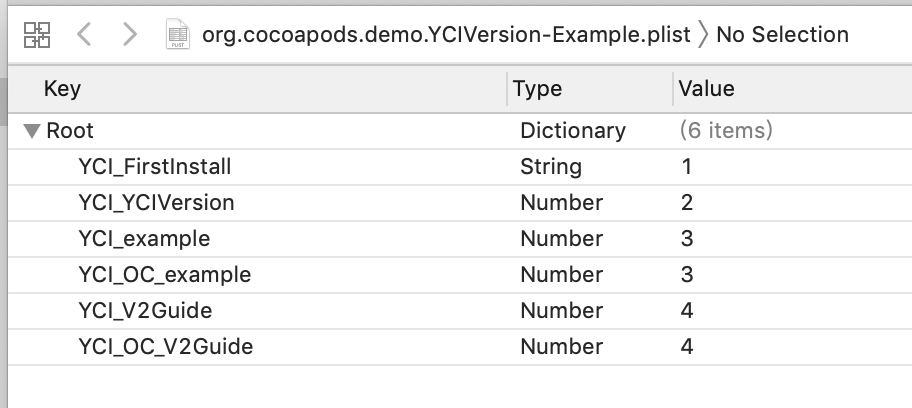 org.cocoapods.demo.YCIVersion-Example.plist 〉 No Selection
Key Type Value
Root Dictionary (6 items)
YCI_FirstInstall String 1
YCI_YCIVersion Number 2
YCI_example Number 3
YCI_OC_example Number 3
YCI_V2Guide Number 4
YCI_OC_V2Guide Number 4